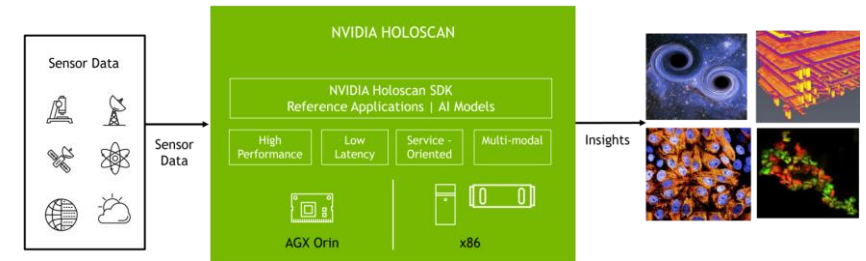 Sensor Data
Sensor
Data
NVIDIA HOLOSCAN
NVIDIA Holoscan SDK
Reference Applications | AI Models
High
Performance
Low
Latency
Service -
Oriented
Multi-modal
AGX Orin
x86
Insights